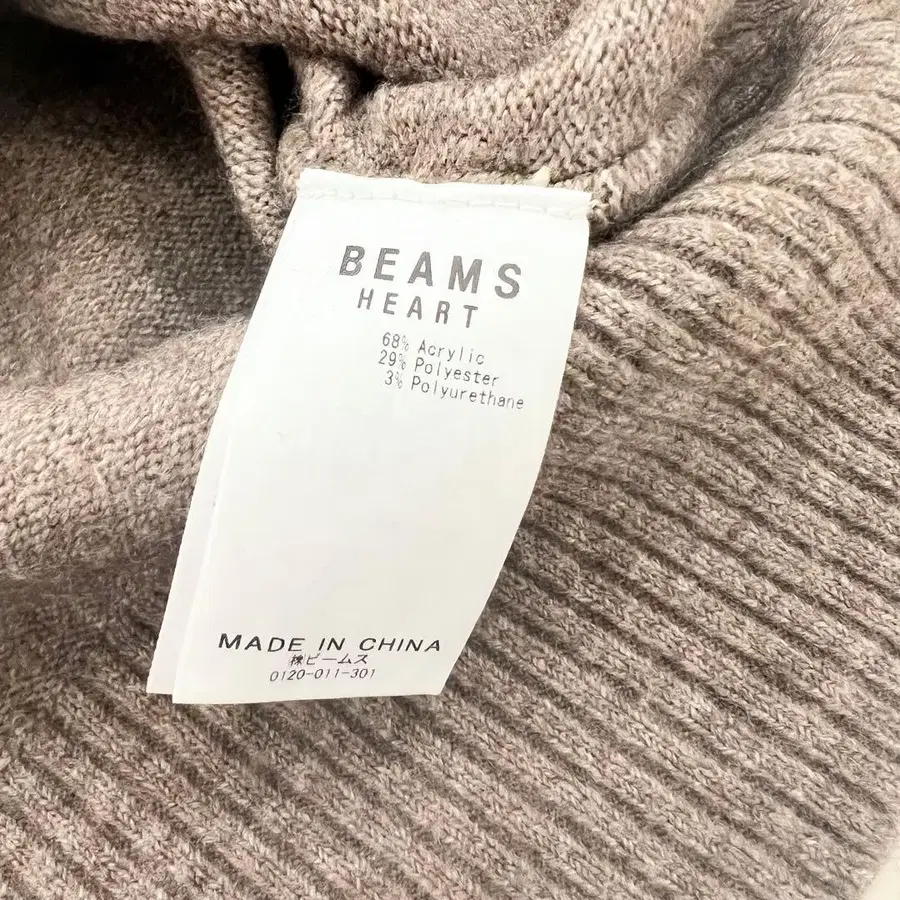 BEAMS
HEART
68% Acrylic
29% Polyester
3% Polyurethane
MADE IN CHINA
㈱ビームス
0120-011-301